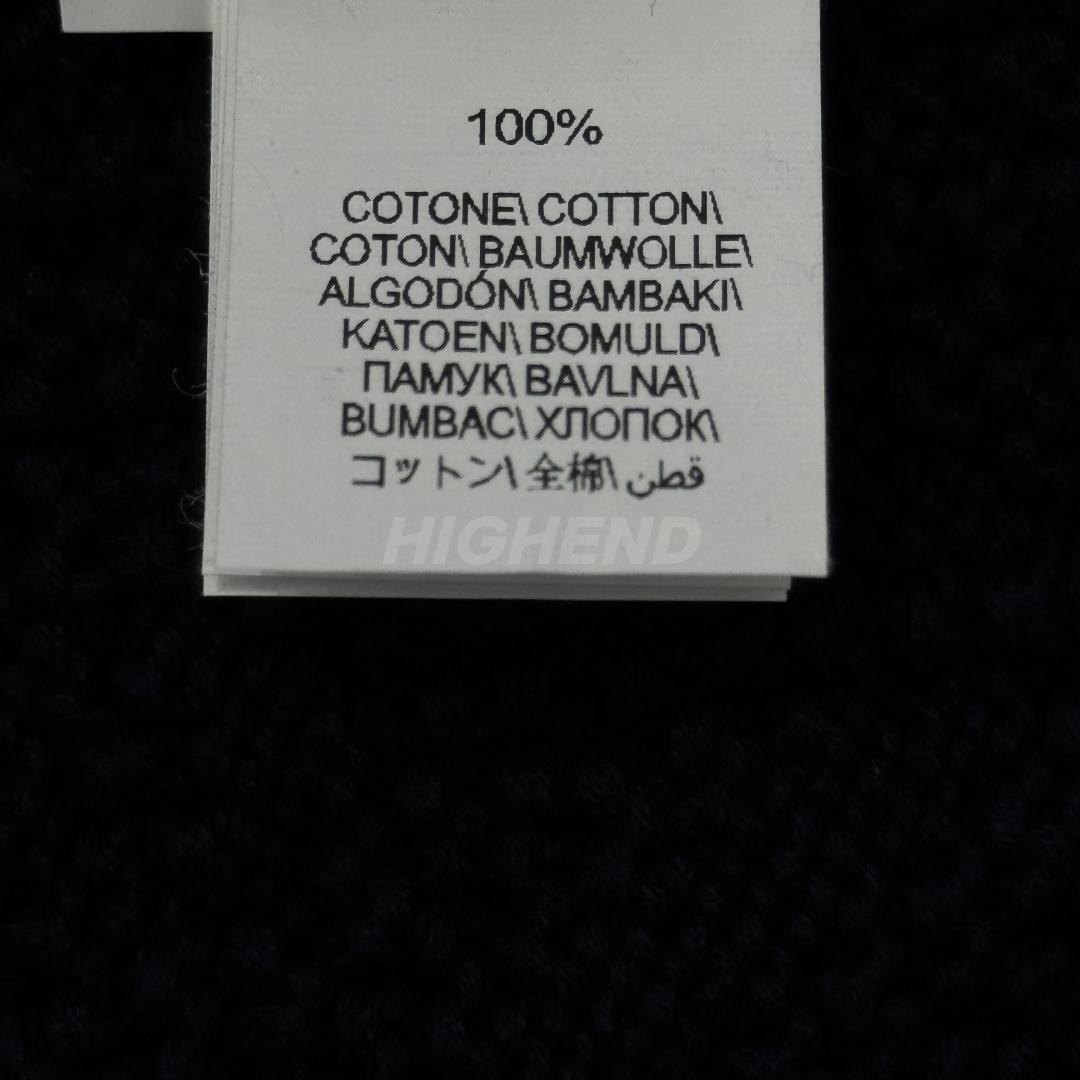 100%
COTONE\ COTTON\
COTON\ BAUMWOLLE\
ALGODÓN\ BAMBAKI\
KATOEN\ BOMULD\
ПАМУК\ BAVLNA\
BUMBAC\ ХЛОПОК\
コットン\ 全棉\ قطن
HIGHEND